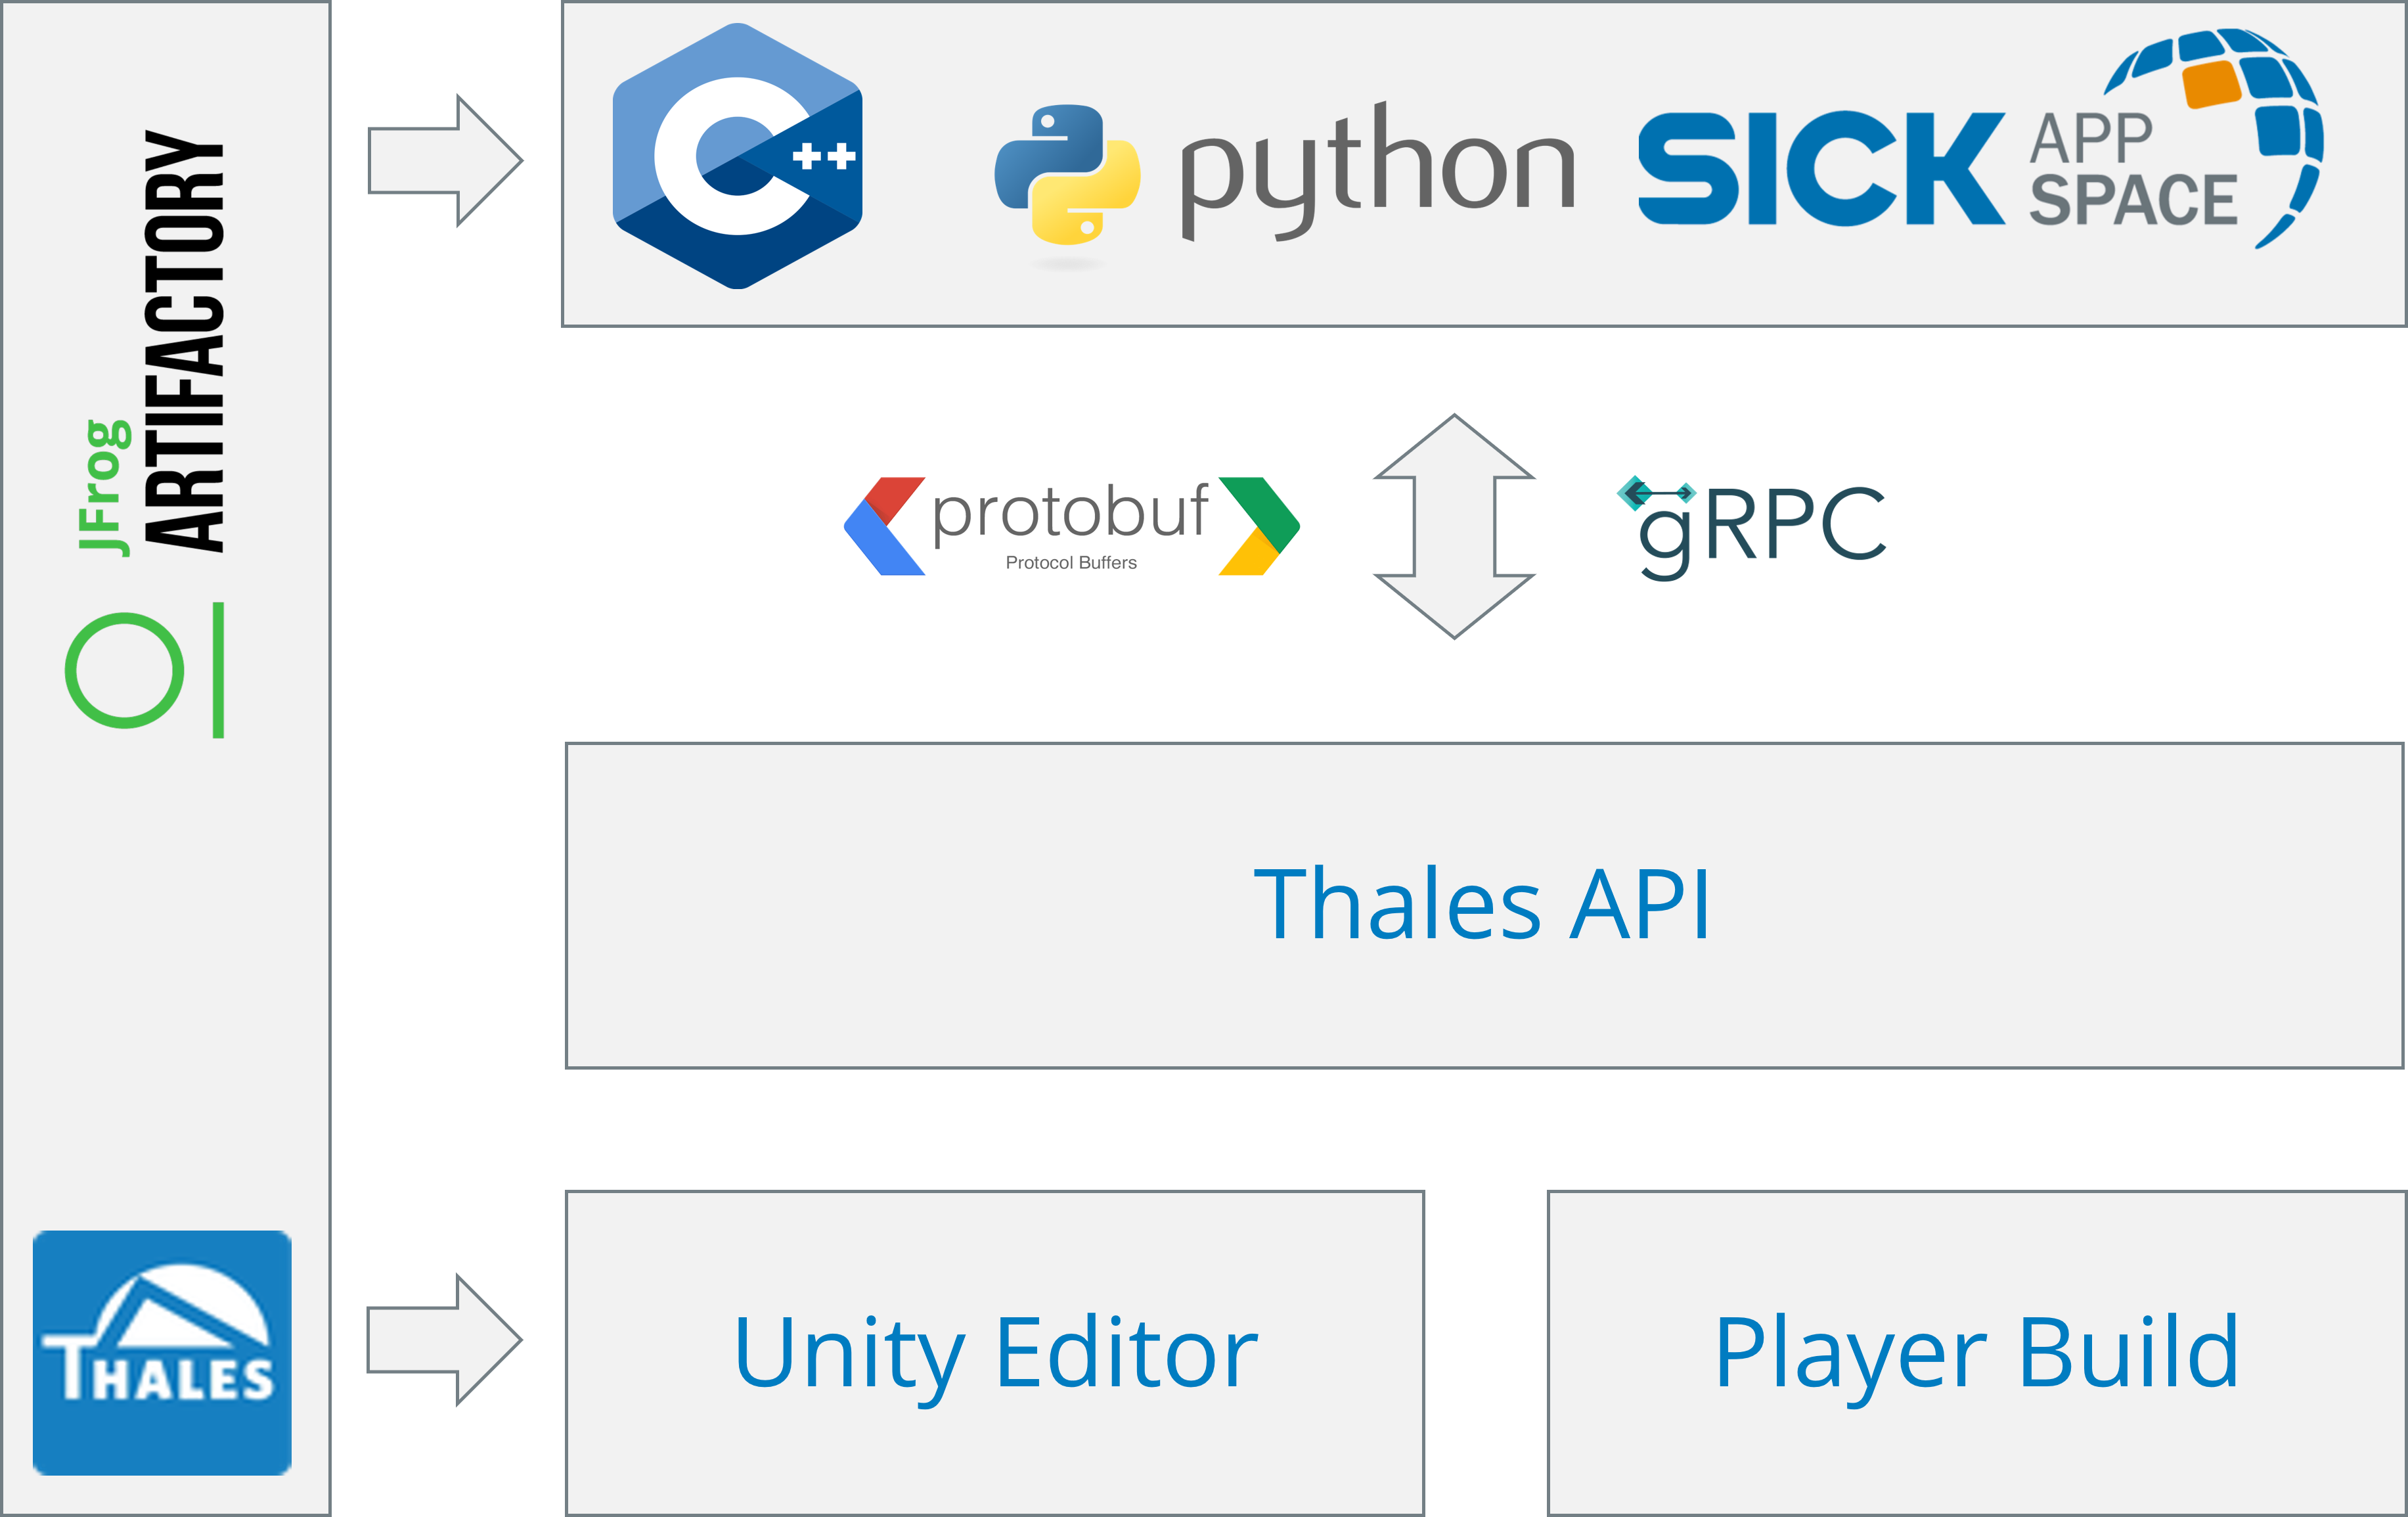 JFrog
ARTIFACTORY
THALES
C++
python
SICK
APP
SPACE
protobuf
Protocol Buffers
gRPC
Thales API
Unity Editor
Player Build